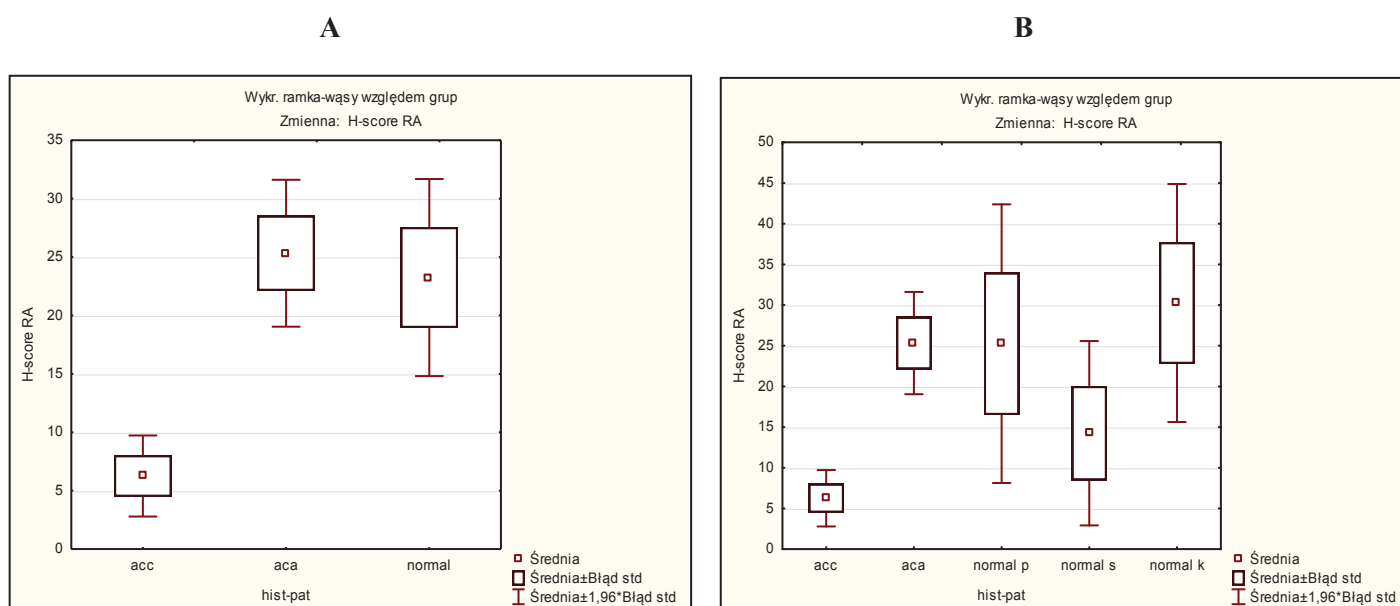 A
Wykr. ramka-wąsy względem grup
Zmienna: H-score RA
35
30
25
20
15
10
5
0
H-score RA
acc aca normal
hist-pat
Średnia
Średnia±Błąd std
Średnia±1,96*Błąd std
B
Wykr. ramka-wąsy względem grup
Zmienna: H-score RA
50
45
40
35
30
25
20
15
10
5
0
H-score RA
acc aca normal p normal s normal k
hist-pat
Średnia
Średnia±Błąd std
Średnia±1,96*Błąd std